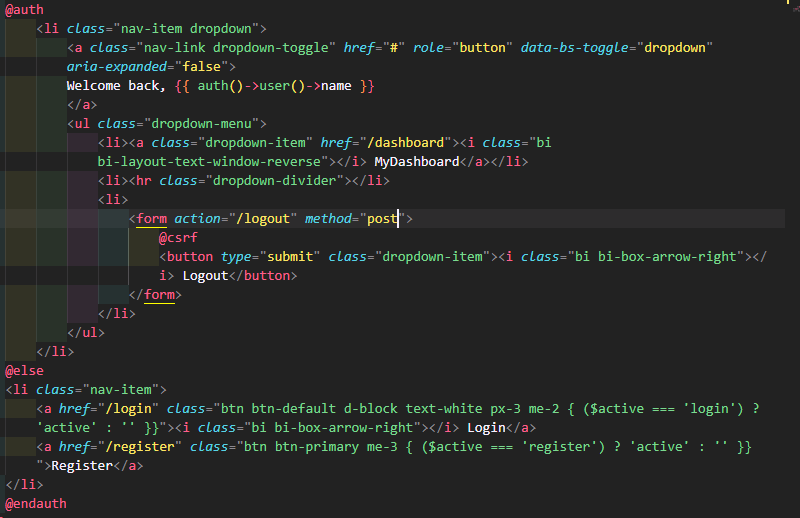 @auth
<li class="nav-item dropdown">
<a class="nav-link dropdown-toggle" href="#" role="button" data-bs-toggle="dropdown"
aria-expanded="false">
Welcome back, {{ auth()->user()->name }}
</a>
<ul class="dropdown-menu">
<li><a class="dropdown-item" href="/dashboard"><i class="bi
bi-layout-text-window-reverse"></i> MyDashboard</a></li>
<li><hr class="dropdown-divider"></li>
<li>
<form action="/logout" method="post">
@csrf
<button type="submit" class="dropdown-item"><i class="bi bi-box-arrow-right"></
i> Logout</button>
</form>
</li>
</ul>
</li>
@else
<li class="nav-item">
<a href="/login" class="btn btn-default d-block text-white px-3 me-2 { ($active === 'login') ?
'active' : '' }}"><i class="bi bi-box-arrow-right"></i> Login</a>
<a href="/register" class="btn btn-primary me-3 { ($active === 'register') ? 'active' : '' }}
">Register</a>
</li>
@endauth